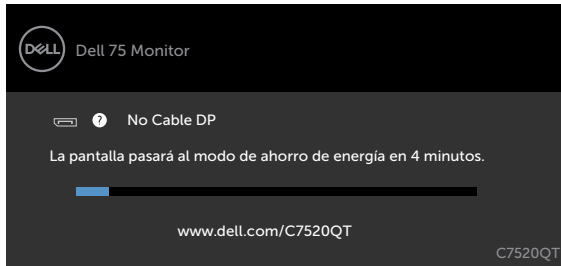 DELL
Dell 75 Monitor
? No Cable DP
La pantalla pasará al modo de ahorro de energía en 4 minutos.
www.dell.com/C7520QT
C7520QT